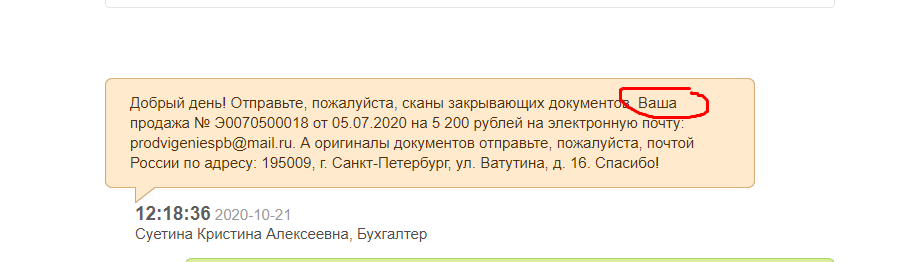 Добрый день! Отправьте, пожалуйста, сканы закрывающих документов. Ваша
продажа № Э0070500018 от 05.07.2020 на 5 200 рублей на электронную почту:
prodvigeniespb@mail.ru. А оригиналы документов отправьте, пожалуйста, почтой
России по адресу: 195009, г. Санкт-Петербург, ул. Ватутина, д. 16. Спасибо!
12:18:36 2020-10-21
Суетина Кристина Алексеевна, Бухгалтер